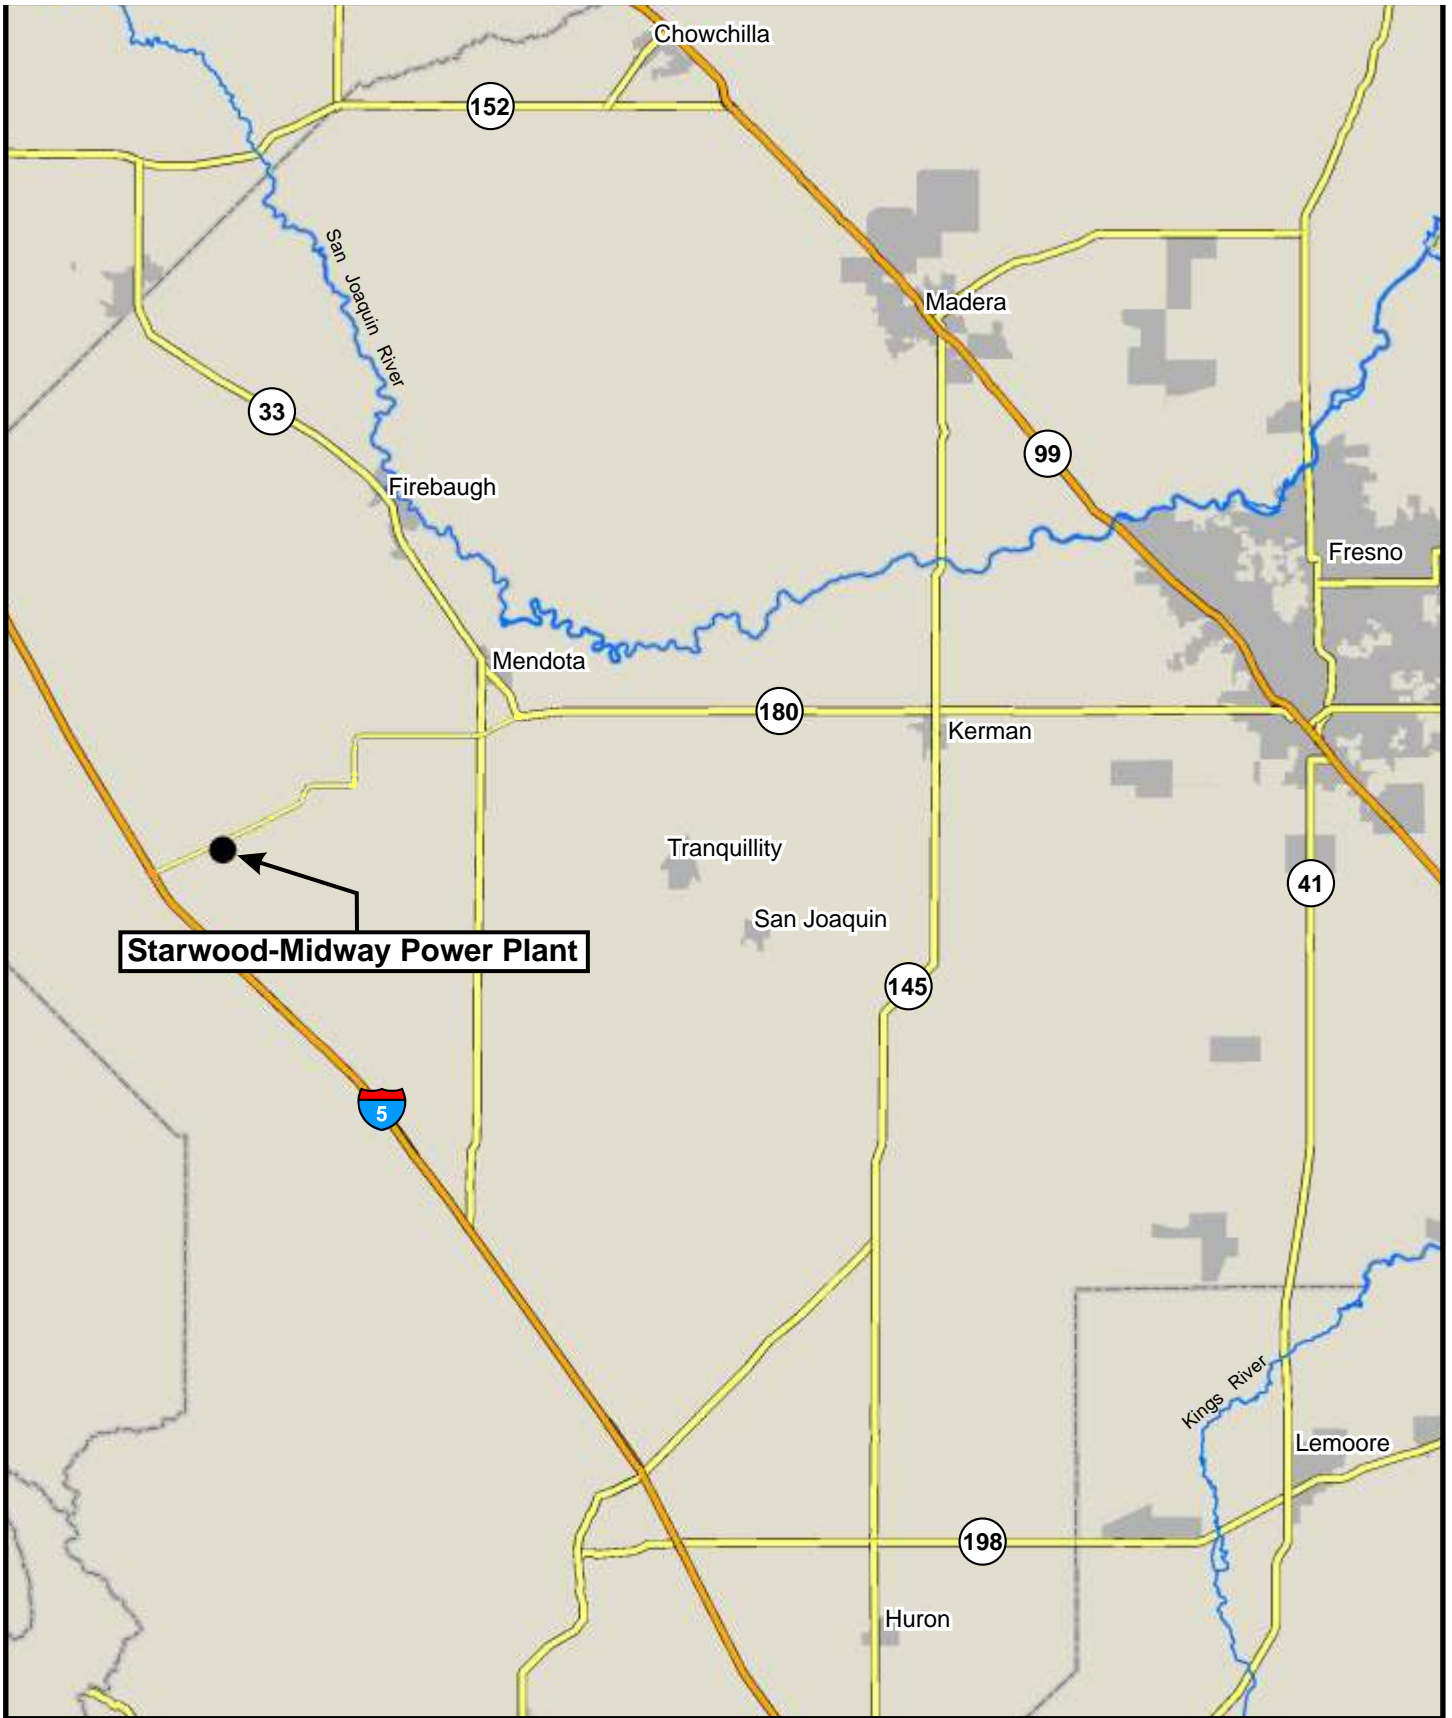 Chowchilla
152
San Joaquin River
Madera
33
99
Firebaugh
Fresno
Mendota
180
Kerman
Tranquillity
San Joaquin
41
Starwood-Midway Power Plant
145
5
Kings River
Lemoore
198
Huron